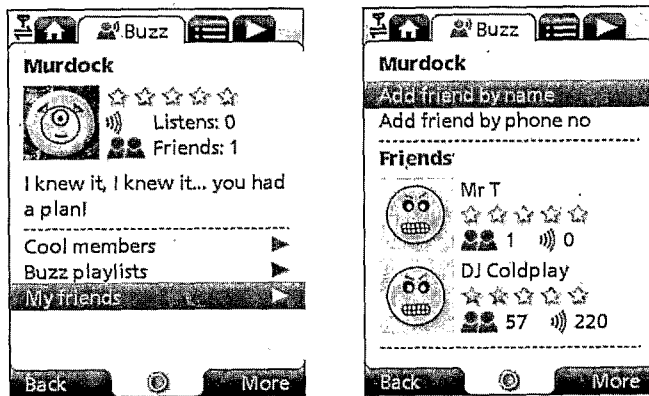 Buzz
Murdock
Listens: 0
Friends: 1
I knew it, I knew it... you had
a plan!
Cool members
Buzz playlists
My friends
Back
More
Buzz
Murdock
Add friend by name
Add friend by phone no
Friends
Mr T
1 0
DJ Coldplay
57 220
Back
More